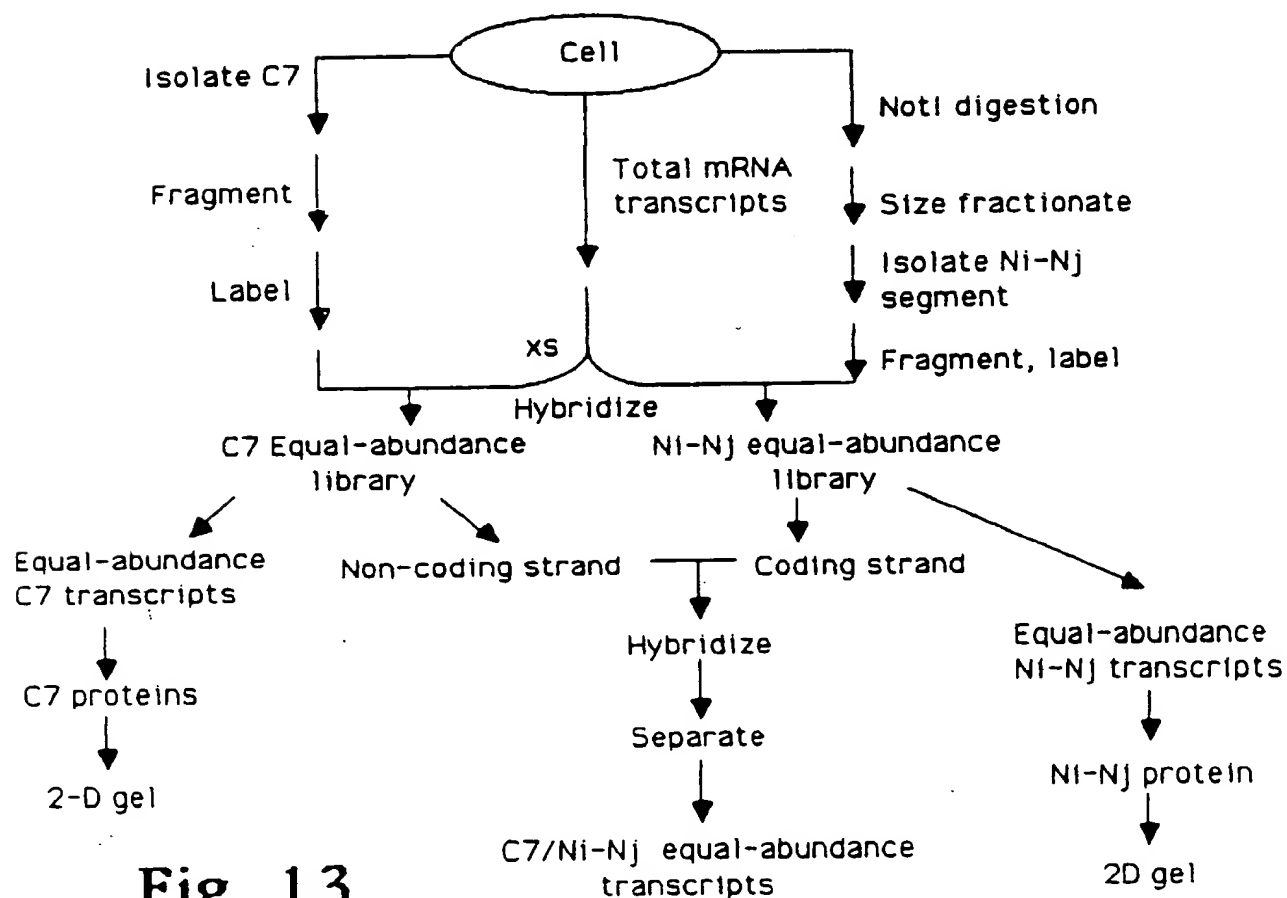 Cell
Isolate C7
NotI digestion
Total mRNA
transcripts
Fragment
Size fractionate
Label
Isolate Ni-Nj
segment
xs
Fragment, label
Hybridize
C7 Equal-abundance
library
Ni-Nj equal-abundance
library
Equal-abundance
C7 transcripts
Non-coding strand
Coding strand
Hybridize
Equal-abundance
Ni-Nj transcripts
C7 proteins
Separate
Ni-Nj protein
2-D gel
C7/Ni-Nj equal-abundance
transcripts
2D gel
Fig. 13